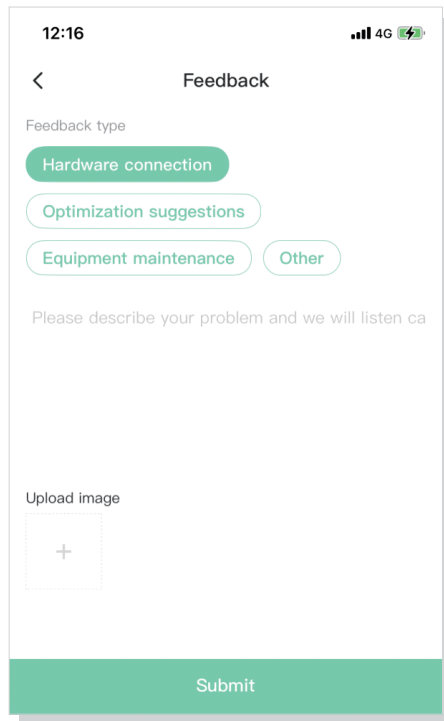 12:16 4G
Feedback
Feedback type
Hardware connection
Optimization suggestions
Equipment maintenance Other
Please describe your problem and we will listen ca
Upload image
+
Submit